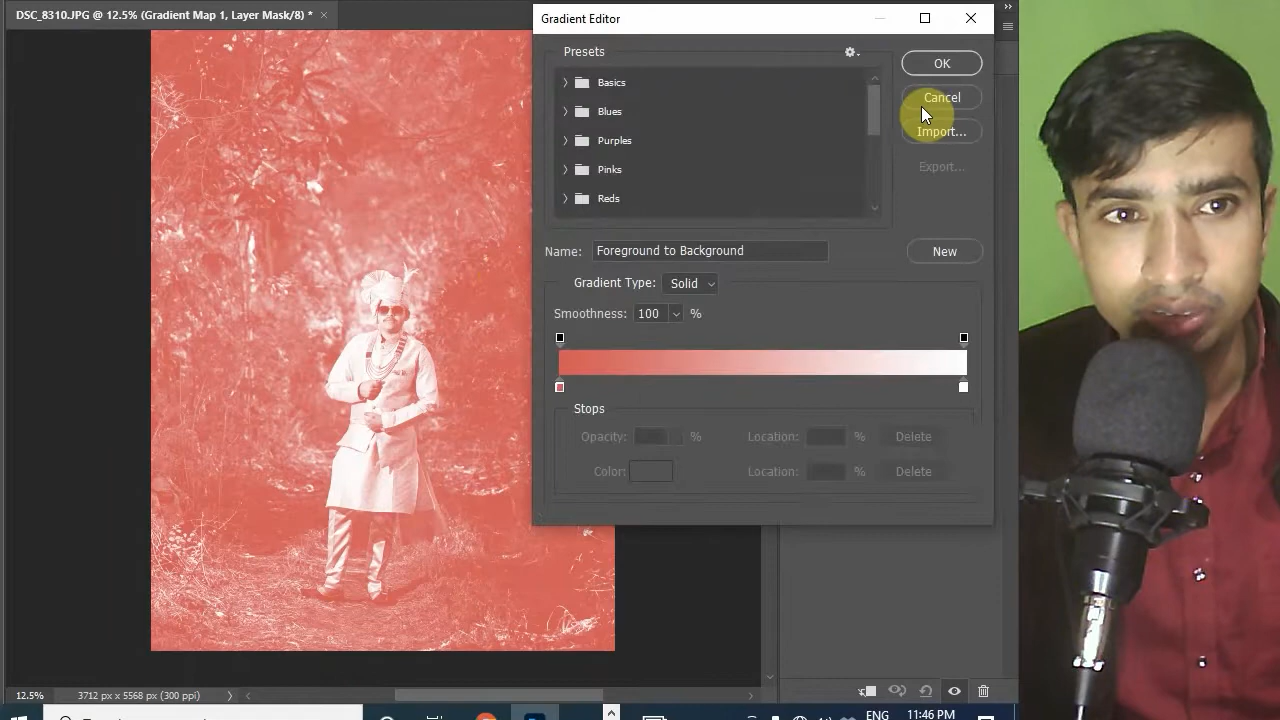 DSC_8310.JPG @ 12.5% (Gradient Map 1, Layer Mask/8) *
Gradient Editor
Presets
Basics
Blues
Purples
Pinks
Reds
OK
Cancel
Import...
Export...
Name: Foreground to Background
New
Gradient Type: Solid
Smoothness: 100 %
Stops
Opacity: % Location: % Delete
Color: Location: % Delete
12.5% 3712 px x 5568 px (300 ppi)
ENG 11:46 PM